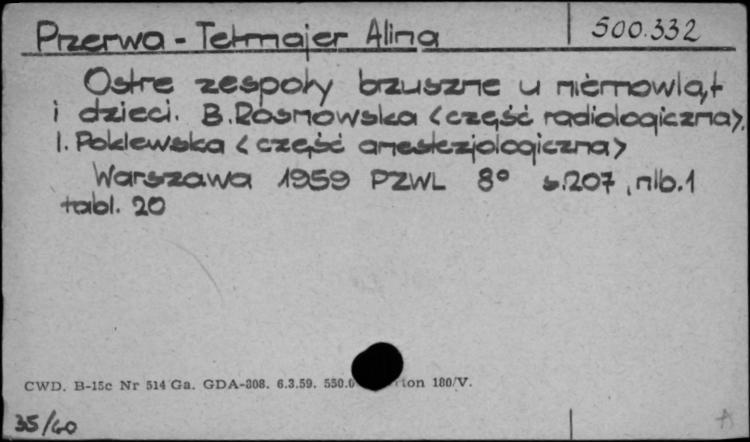 Przerwa - Tetmajer Alina 500.332
Ostre zespoły brzuszne u niemowląt
i dzieci. B. Rosnowska <część radiologiczna>,
I. Poklewska <część anestezjologiczna>
Warszawa 1959 PZWL 8° s.207, nlb.1
tabl. 20
CWD. B-15c Nr 514 Ga. GDA-808. 6.3.59. 550.0 180/V.
35/60
A